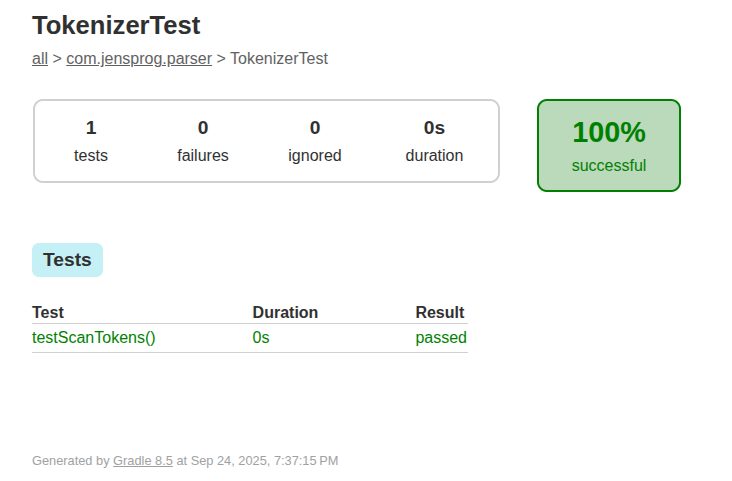 TokenizerTest
all > com.jensprog.parser > TokenizerTest
1 0 0 0s
tests failures ignored duration
100%
successful
Tests
Test Duration Result
testScanTokens() 0s passed
Generated by Gradle 8.5 at Sep 24, 2025, 7:37:15 PM